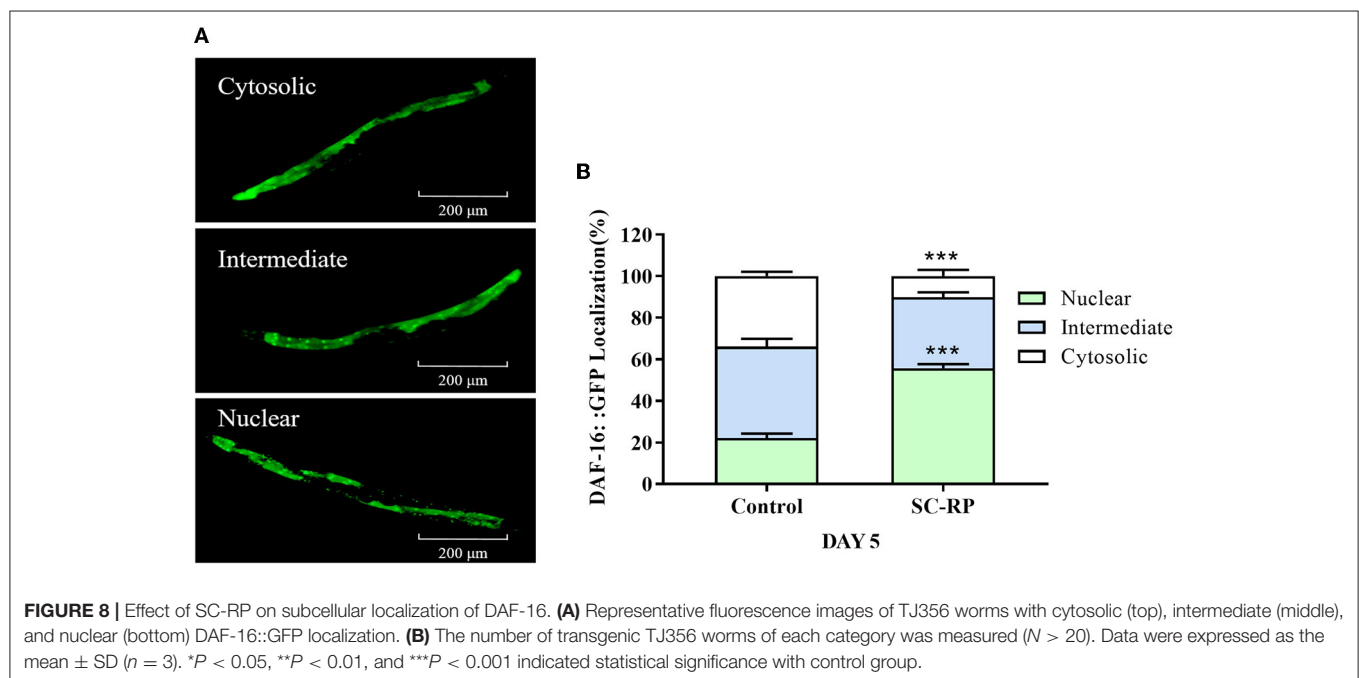 A
Cytosolic
200 µm
Intermediate
200 µm
Nuclear
200 µm
B
DAF-16: :GFP Localization(%)
120
100
80
60
40
20
0
***
***
Control
SC-RP
DAY 5
Nuclear
Intermediate
Cytosolic
FIGURE 8 | Effect of SC-RP on subcellular localization of DAF-16. (A) Representative fluorescence images of TJ356 worms with cytosolic (top), intermediate (middle),
and nuclear (bottom) DAF-16::GFP localization. (B) The number of transgenic TJ356 worms of each category was measured (N > 20). Data were expressed as the
mean ± SD (n = 3). *P < 0.05, **P < 0.01, and ***P < 0.001 indicated statistical significance with control group.